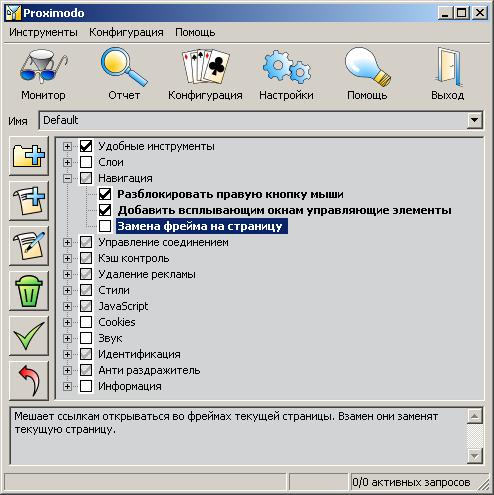 Proximodo
Инструменты Конфигурация Помощь
Монитор Отчет Конфигурация Настройки Помощь Выход
Имя Default
Удобные инструменты
Слои
Навигация
Разблокировать правую кнопку мыши
Добавить всплывающим окнам управляющие элементы
Замена фрейма на страницу
Управление соединением
Кэш контроль
Удаление рекламы
Стили
JavaScript
Cookies
Звук
Идентификация
Анти раздражитель
Информация
Мешает ссылкам открываться во фреймах текущей страницы. Взамен они заменят
текущую страницу.
0/0 активных запросов